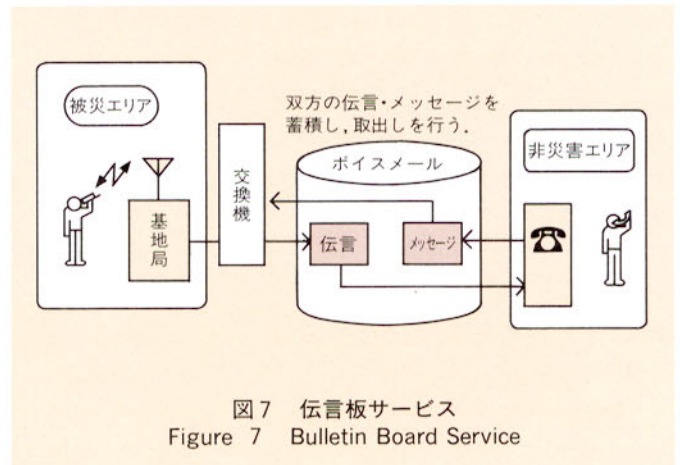 被災エリア
双方の伝言・メッセージを
蓄積し，取出しを行う．
非災害エリア
ボイスメール
交換機
基地局
伝言
メッセージ
図7 伝言板サービス
Figure 7 Bulletin Board Service